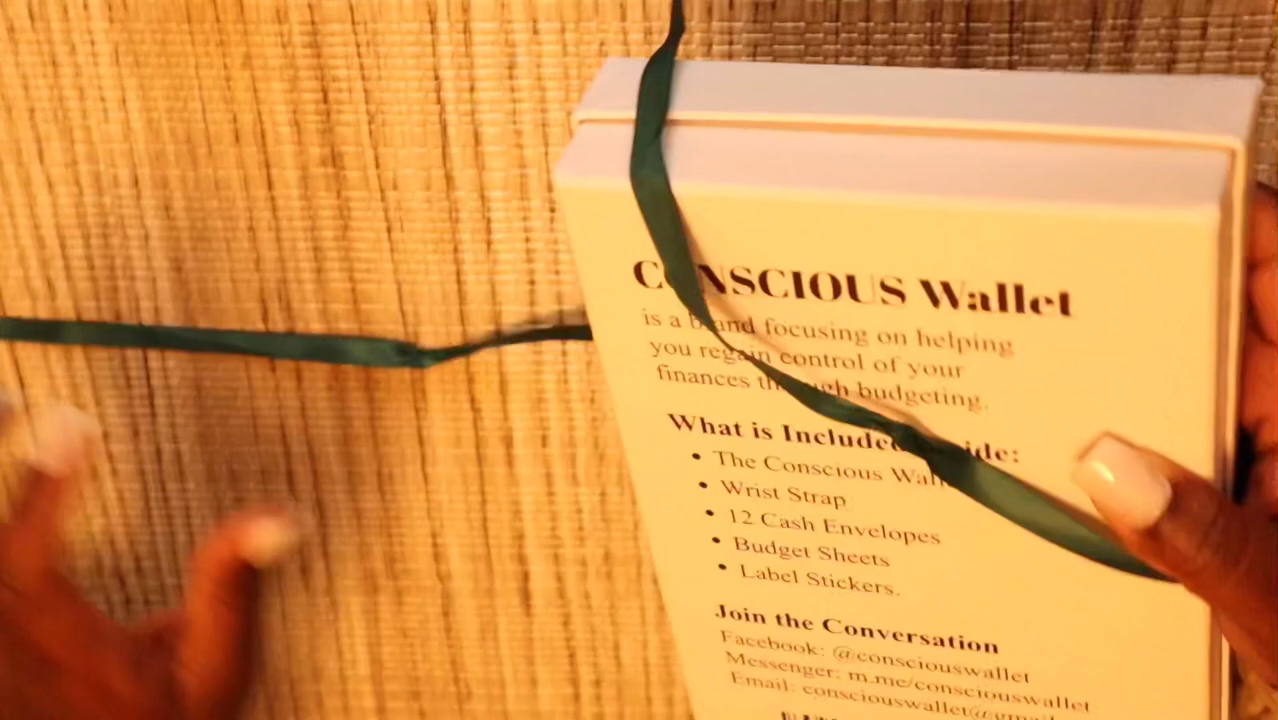 CONSCIOUS Wallet
is a brand focusing on helping
you regain control of your
finances through budgeting.
What is Included Inside:
• The Conscious Wall
• Wrist Strap
• 12 Cash Envelopes
• Budget Sheets
• Label Stickers.
Join the Conversation
Facebook: @consciouswallet
Messenger: m.me/consciouswallet
Email: consciouswallet@gmail